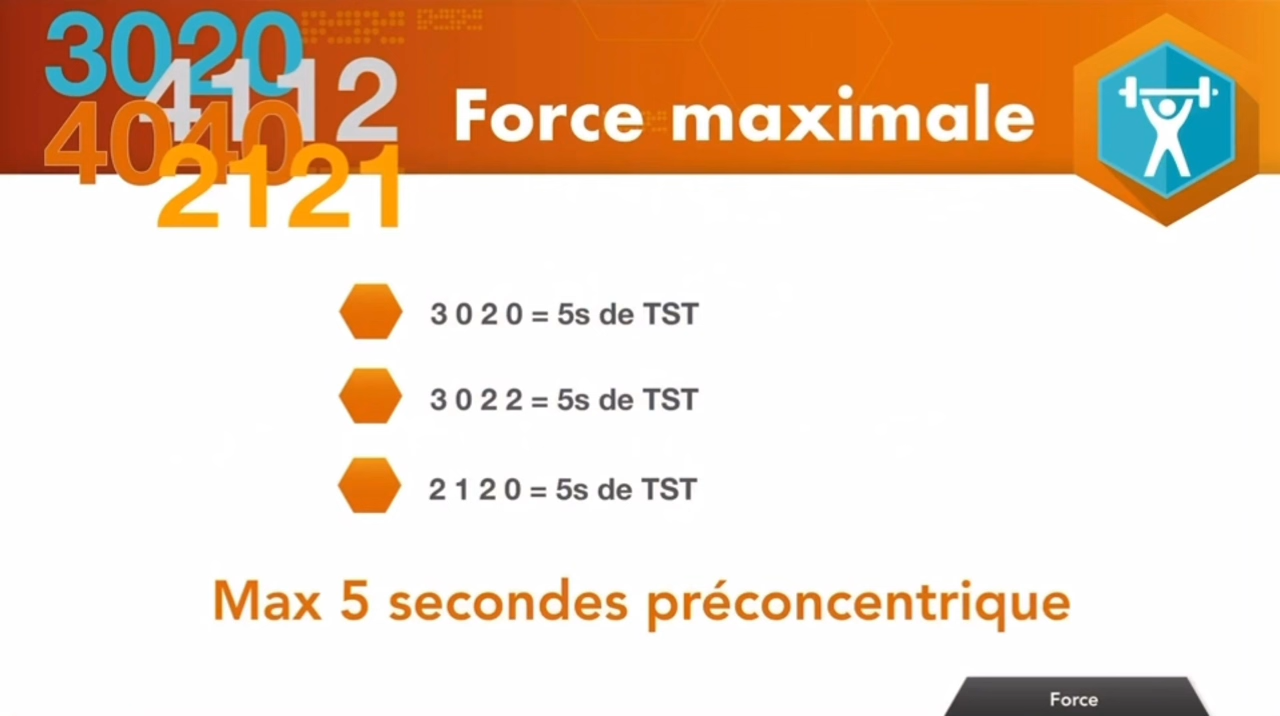 3020
4112
4040
2121
Force maximale
3 0 2 0 = 5s de TST
3 0 2 2 = 5s de TST
2 1 2 0 = 5s de TST
Max 5 secondes préconcentrique
Force